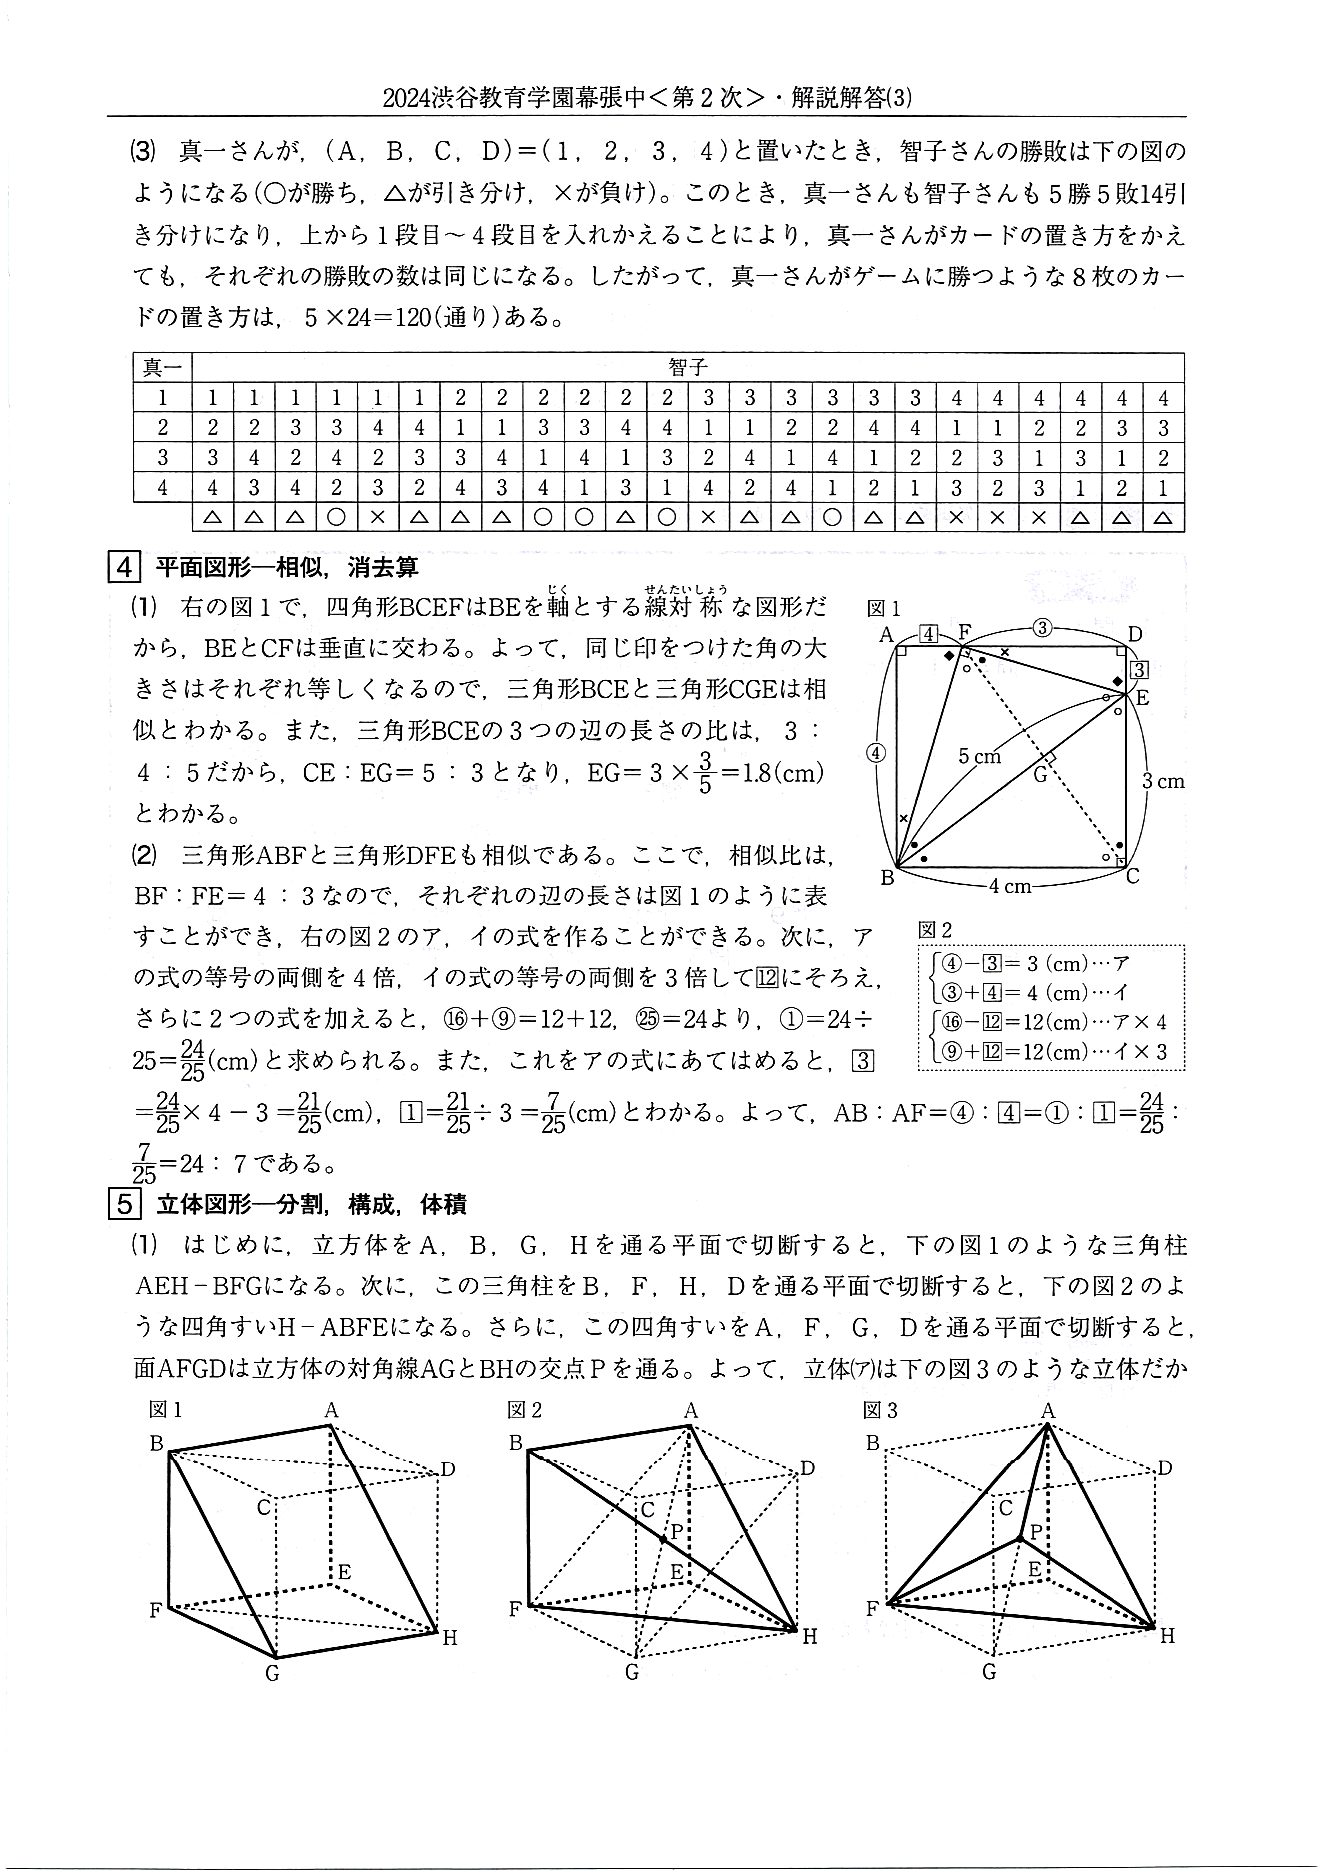 2024渋谷教育学園幕張中＜第２次＞・解説解答(3)
(3)　真一さんが，(Ａ，Ｂ，Ｃ，Ｄ)＝(１，２，３，４)と置いたとき，智子さんの勝敗は下の図の
ようになる(○が勝ち，△が引き分け，×が負け)。このとき，真一さんも智子さんも５勝５敗14引
き分けになり，上から１段目～４段目を入れかえることにより，真一さんがカードの置き方をかえ
ても，それぞれの勝敗の数は同じになる。したがって，真一さんがゲームに勝つような８枚のカー
ドの置き方は，５×24＝120(通り)ある。
真一 智子
1 1 1 1 1 1 1 2 2 2 2 2 2 3 3 3 3 3 3 4 4 4 4 4 4
2 2 2 3 3 4 4 1 1 3 3 4 4 1 1 2 2 4 4 1 1 2 2 3 3
3 3 4 2 4 2 3 3 4 1 4 1 3 2 4 1 4 1 2 2 3 1 3 1 2
4 4 3 4 2 3 2 4 3 4 1 3 1 4 2 4 1 2 1 3 2 3 1 2 1
△ △ △ ○ × △ △ △ ○ ○ △ ○ × △ △ ○ △ △ × × × △ △ △
4 平面図形―相似，消去算
(1)　右の図１で，四角形BCEFはBEを軸とする線対称な図形だ
じく せんたいしょう
から，BEとCFは垂直に交わる。よって，同じ印をつけた角の大
きさはそれぞれ等しくなるので，三角形BCEと三角形CGEは相
似とわかる。また，三角形BCEの３つの辺の長さの比は，３：
４：５だから，CE：EG＝５：３となり，EG＝３×3/5＝1.8(cm)
とわかる。
(2)　三角形ABFと三角形DFEも相似である。ここで，相似比は，
BF：FE＝４：３なので，それぞれの辺の長さは図１のように表
すことができ，右の図２のア，イの式を作ることができる。次に，ア
の式の等号の両側を４倍，イの式の等号の両側を３倍して[12]にそろえ，
さらに２つの式を加えると，⑯＋⑨＝12＋12，㉕＝24より，①＝24÷
25＝24/25(cm)と求められる。また，これをアの式にあてはめると，[3]
＝24/25×４－３＝21/25(cm)，[1]＝21/25÷３＝7/25(cm)とわかる。よって，AB：AF＝④：[4]＝①：[1]＝24/25：
7/25＝24：７である。
図１
A [4] F ③ D
[3]
E
④
5 cm
G
3 cm
B
4 cm
C
図２
④－[3]＝３(cm)…ア
③＋[4]＝４(cm)…イ
⑯－[12]＝12(cm)…ア×４
⑨＋[12]＝12(cm)…イ×３
5 立体図形―分割，構成，体積
(1)　はじめに，立方体をＡ，Ｂ，Ｇ，Ｈを通る平面で切断すると，下の図１のような三角柱
AEH－BFGになる。次に，この三角柱をＢ，Ｆ，Ｈ，Ｄを通る平面で切断すると，下の図２のよ
うな四角すいH－ABFEになる。さらに，この四角すいをＡ，Ｆ，Ｇ，Ｄを通る平面で切断すると，
面AFGDは立方体の対角線AGとBHの交点Ｐを通る。よって，立体(ア)は下の図３のような立体だか
図１
A
B
D
C
E
F
H
G
図２
A
B
D
C
P
E
F
H
G
図３
A
B
D
C
P
E
F
H
G